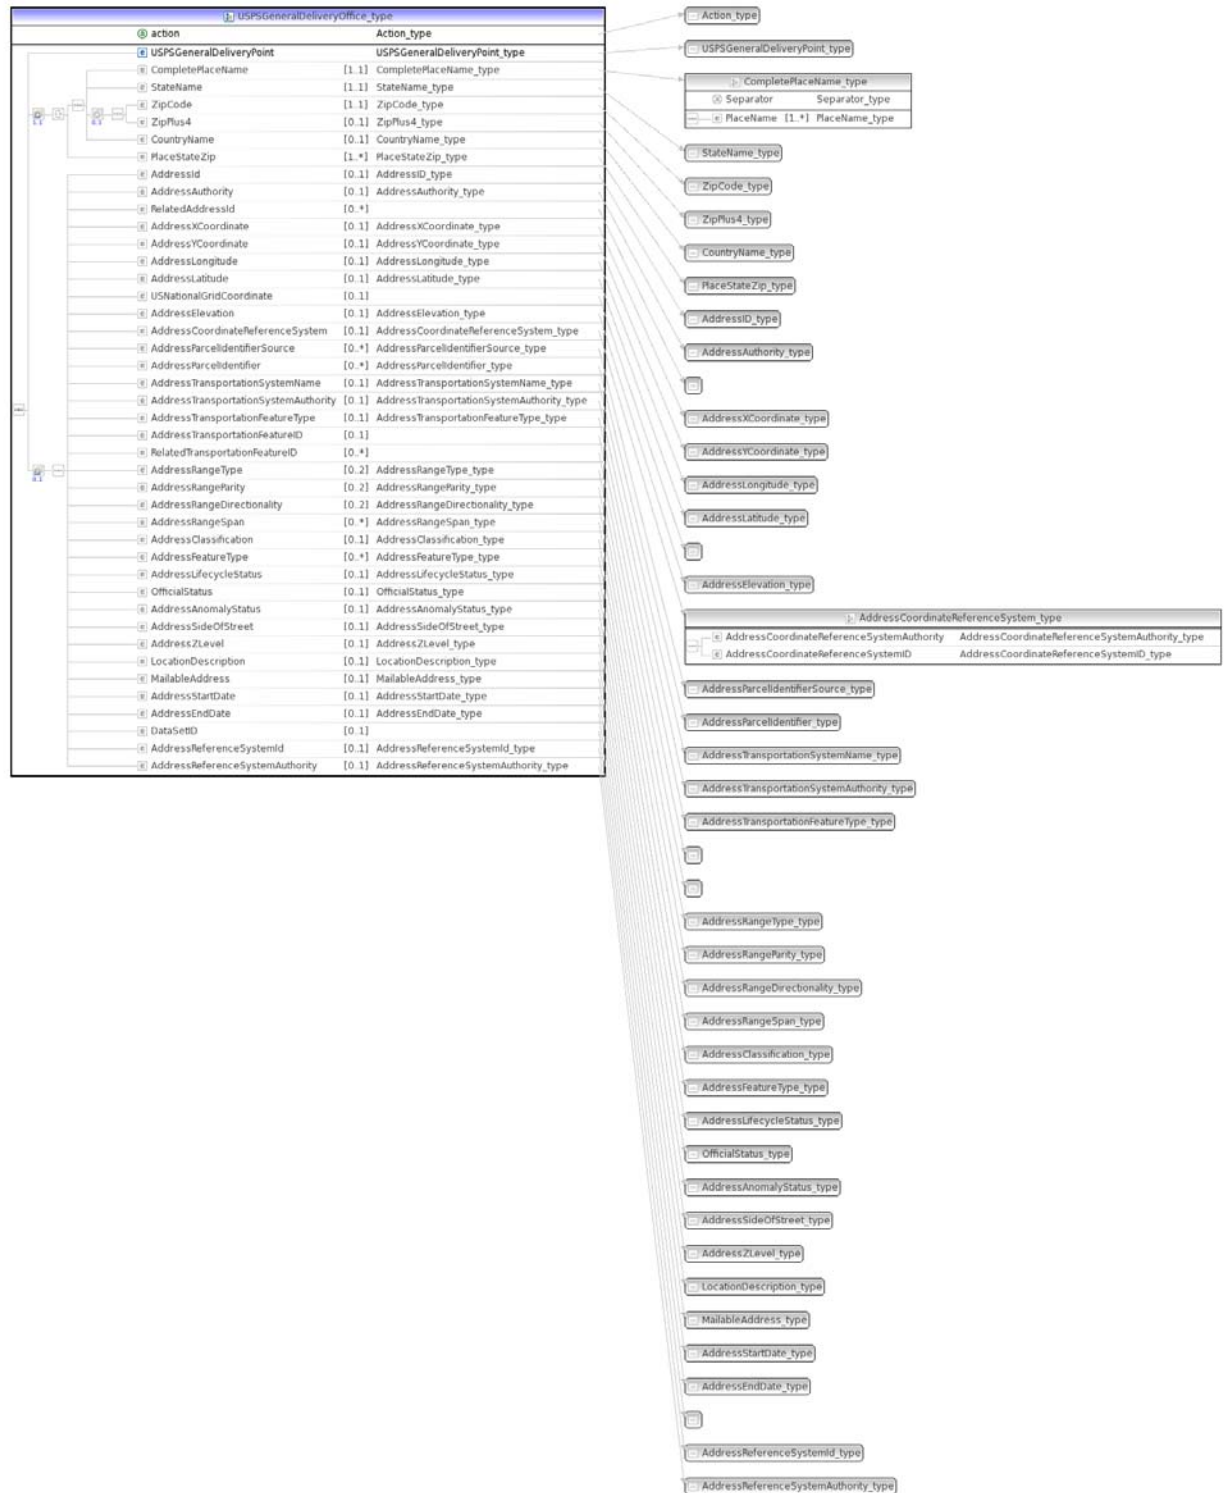 USPSGeneralDeliveryOffice_type
action Action_type
USPSGeneralDeliveryPoint USPSGeneralDeliveryPoint_type
CompletePlaceName [1..1] CompletePlaceName_type
StateName [1..1] StateName_type
ZipCode [1..1] ZipCode_type
ZipPlus4 [0..1] ZipPlus4_type
CountryName [0..1] CountryName_type
PlaceStateZip [1..*] PlaceStateZip_type
AddressId [0..1] AddressID_type
AddressAuthority [0..1] AddressAuthority_type
RelatedAddressId [0..*]
AddressXCoordinate [0..1] AddressXCoordinate_type
AddressYCoordinate [0..1] AddressYCoordinate_type
AddressLongitude [0..1] AddressLongitude_type
AddressLatitude [0..1] AddressLatitude_type
USNationalGridCoordinate [0..1]
AddressElevation [0..1] AddressElevation_type
AddressCoordinateReferenceSystem [0..1] AddressCoordinateReferenceSystem_type
AddressParcelIdentifierSource [0..*] AddressParcelIdentifierSource_type
AddressParcelIdentifier [0..*] AddressParcelIdentifier_type
AddressTransportationSystemName [0..1] AddressTransportationSystemName_type
AddressTransportationSystemAuthority [0..1] AddressTransportationSystemAuthority_type
AddressTransportationFeatureType [0..1] AddressTransportationFeatureType_type
AddressTransportationFeatureID [0..1]
RelatedTransportationFeatureID [0..*]
AddressRangeType [0..2] AddressRangeType_type
AddressRangeParity [0..2] AddressRangeParity_type
AddressRangeDirectionality [0..2] AddressRangeDirectionality_type
AddressRangeSpan [0..*] AddressRangeSpan_type
AddressClassification [0..1] AddressClassification_type
AddressFeatureType [0..*] AddressFeatureType_type
AddressLifecycleStatus [0..1] AddressLifecycleStatus_type
OfficialStatus [0..1] OfficialStatus_type
AddressAnomalyStatus [0..1] AddressAnomalyStatus_type
AddressSideOfStreet [0..1] AddressSideOfStreet_type
AddressZLevel [0..1] AddressZLevel_type
LocationDescription [0..1] LocationDescription_type
MailableAddress [0..1] MailableAddress_type
AddressStartDate [0..1] AddressStartDate_type
AddressEndDate [0..1] AddressEndDate_type
DataSetID [0..1]
AddressReferenceSystemId [0..1] AddressReferenceSystemId_type
AddressReferenceSystemAuthority [0..1] AddressReferenceSystemAuthority_type
Action_type
USPSGeneralDeliveryPoint_type
CompletePlaceName_type
Separator Separator_type
PlaceName [1..*] PlaceName_type
StateName_type
ZipCode_type
ZipPlus4_type
CountryName_type
PlaceStateZip_type
AddressID_type
AddressAuthority_type
AddressXCoordinate_type
AddressYCoordinate_type
AddressLongitude_type
AddressLatitude_type
AddressElevation_type
AddressCoordinateReferenceSystem_type
AddressCoordinateReferenceSystemAuthority AddressCoordinateReferenceSystemAuthority_type
AddressCoordinateReferenceSystemID AddressCoordinateReferenceSystemID_type
AddressParcelIdentifierSource_type
AddressParcelIdentifier_type
AddressTransportationSystemName_type
AddressTransportationSystemAuthority_type
AddressTransportationFeatureType_type
AddressRangeType_type
AddressRangeParity_type
AddressRangeDirectionality_type
AddressRangeSpan_type
AddressClassification_type
AddressFeatureType_type
AddressLifecycleStatus_type
OfficialStatus_type
AddressAnomalyStatus_type
AddressSideOfStreet_type
AddressZLevel_type
LocationDescription_type
MailableAddress_type
AddressStartDate_type
AddressEndDate_type
AddressReferenceSystemId_type
AddressReferenceSystemAuthority_type